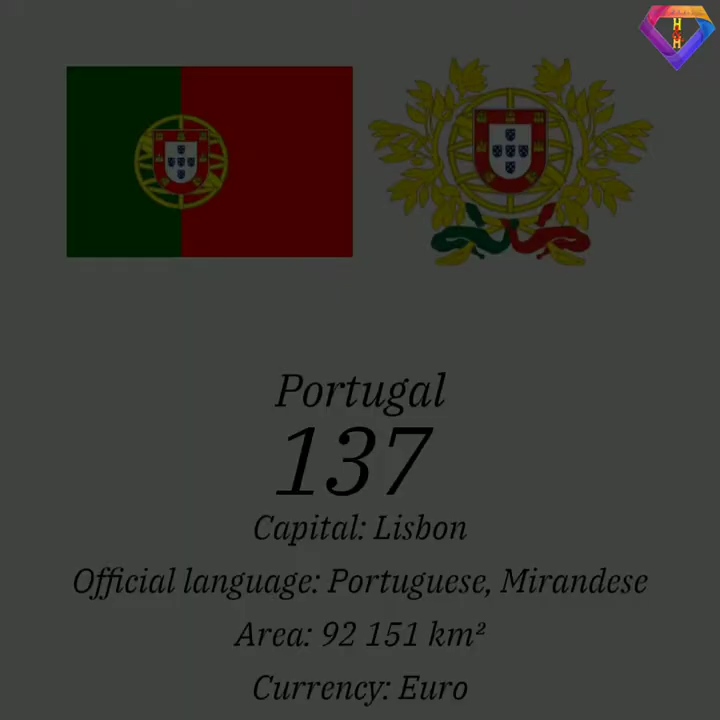 H
&
H
Portugal
137
Capital: Lisbon
Official language: Portuguese, Mirandese
Area: 92 151 km²
Currency: Euro